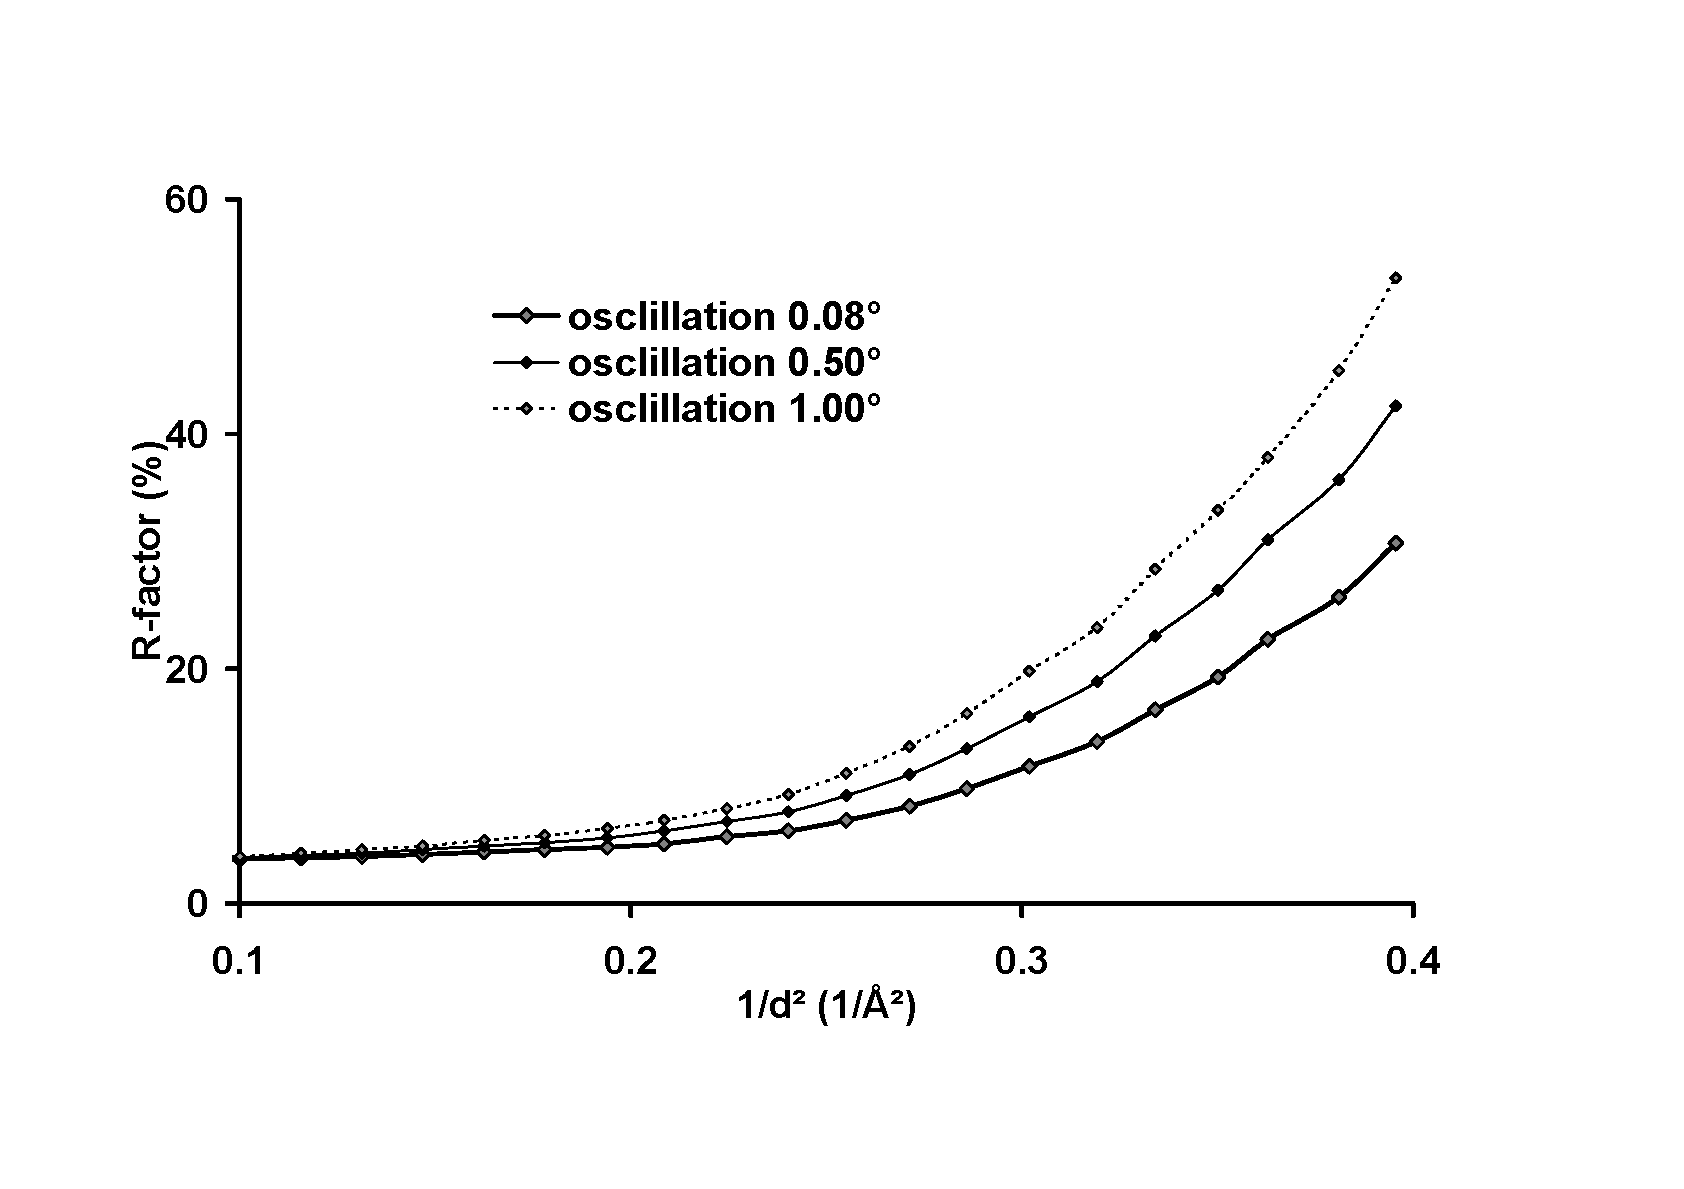 60
osclillation 0.08°
osclillation 0.50°
osclillation 1.00°
40
R-factor (%)
20
0
0.1 0.2 0.3 0.4
1/d² (1/Å²)